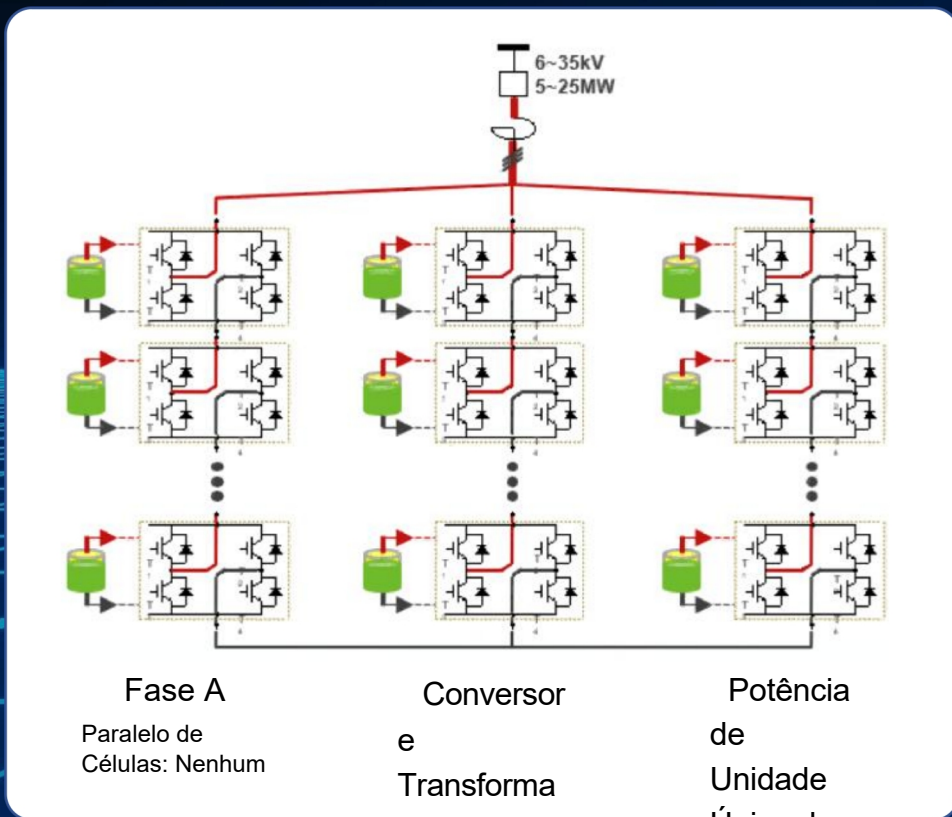 6~35kV
5~25MW
Fase A
Paralelo de
Células: Nenhum
Conversor
e
Transforma
Potência
de
Unidade